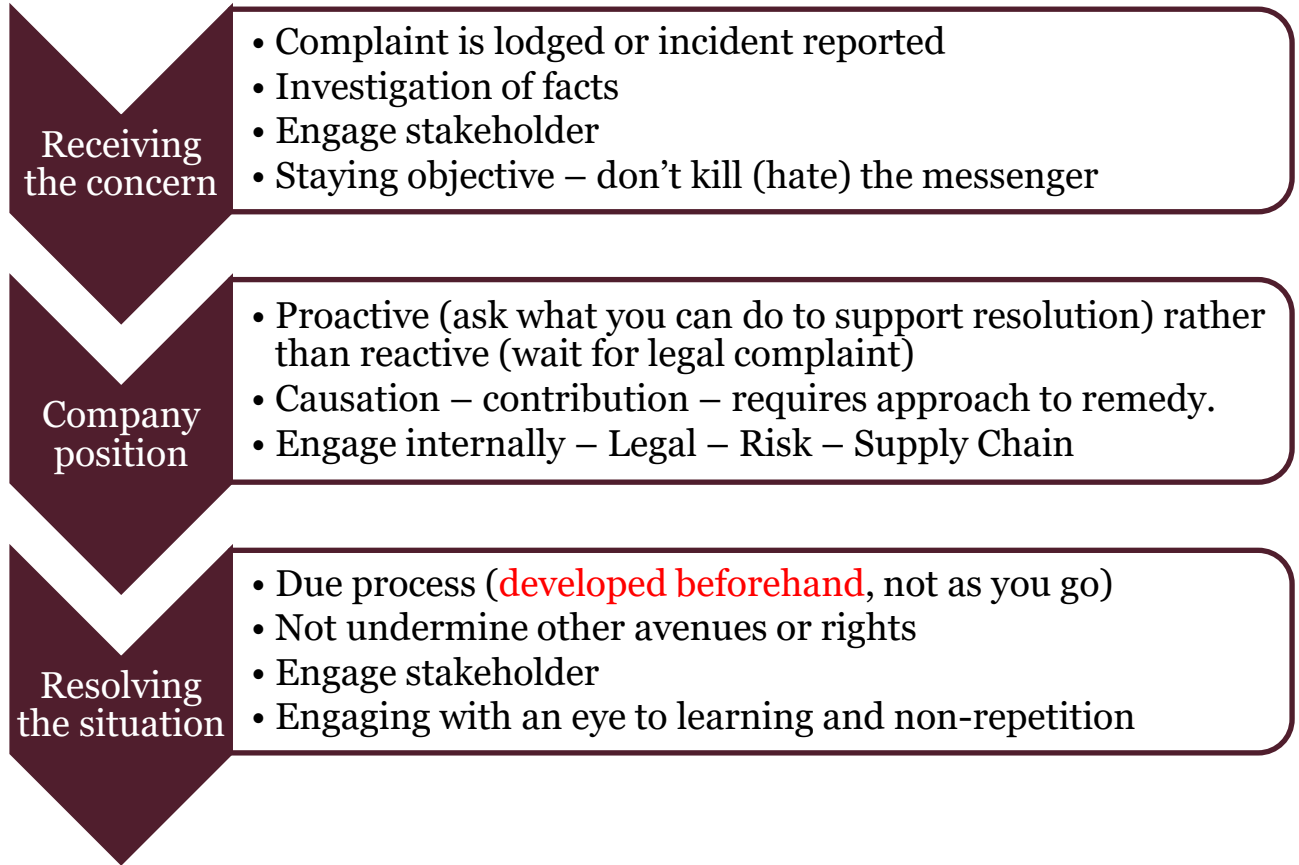 Receiving
the concern
• Complaint is lodged or incident reported
• Investigation of facts
• Engage stakeholder
• Staying objective – don’t kill (hate) the messenger
Company
position
• Proactive (ask what you can do to support resolution) rather
than reactive (wait for legal complaint)
• Causation – contribution – requires approach to remedy.
• Engage internally – Legal – Risk – Supply Chain
Resolving
the situation
• Due process (developed beforehand, not as you go)
• Not undermine other avenues or rights
• Engage stakeholder
• Engaging with an eye to learning and non-repetition